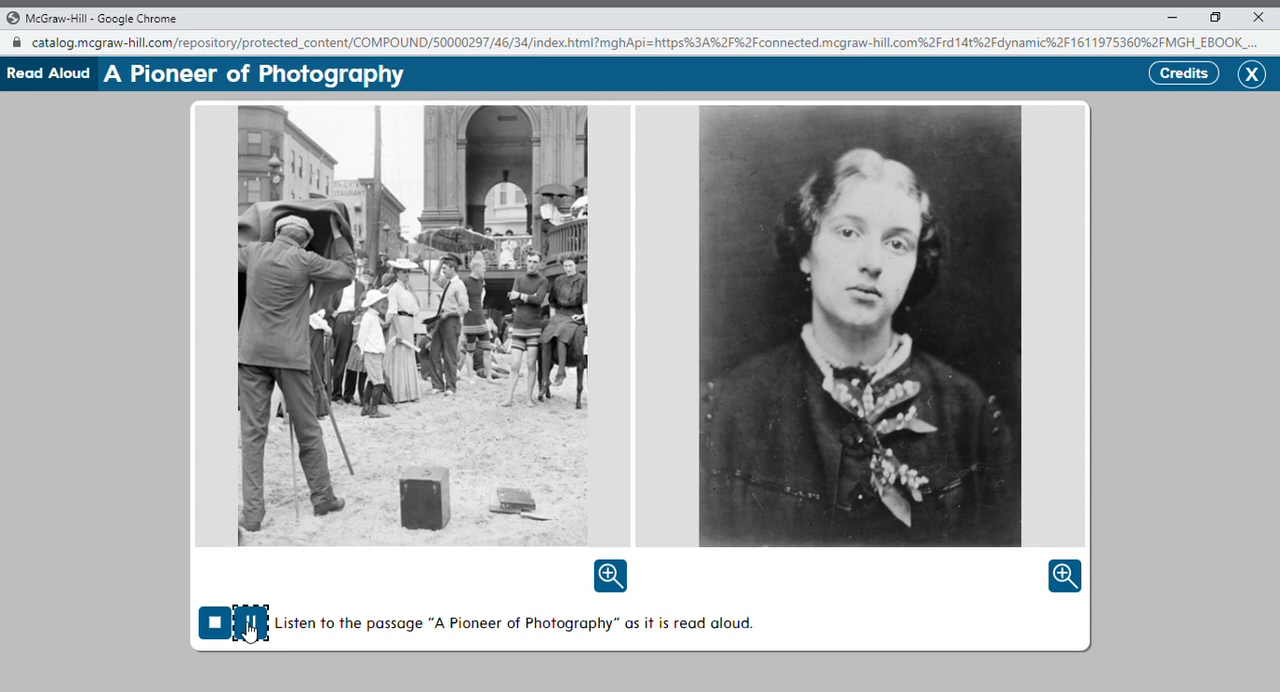 McGraw-Hill - Google Chrome
catalog.mcgraw-hill.com/repository/protected_content/COMPOUND/50000297/46/34/index.html?mghApi=https%3A%2F%2Fconnected.mcgraw-hill.com%2Frd14t%2Fdynamic%2F1611975360%2FMGH_EBOOK_...
Read Aloud A Pioneer of Photography Credits X
Listen to the passage "A Pioneer of Photography" as it is read aloud.